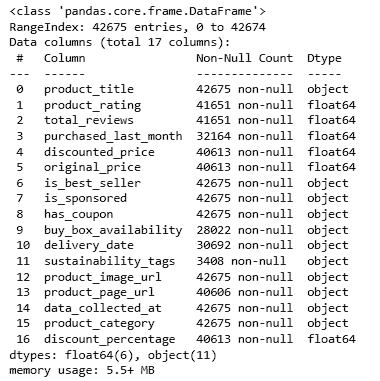 <class 'pandas.core.frame.DataFrame'>
RangeIndex: 42675 entries, 0 to 42674
Data columns (total 17 columns):
#   Column   Non-Null Count   Dtype
---  ------   --------------   -----
0   product_title   42675 non-null   object
1   product_rating   41651 non-null   float64
2   total_reviews   41651 non-null   float64
3   purchased_last_month   32164 non-null   float64
4   discounted_price   40613 non-null   float64
5   original_price   40613 non-null   float64
6   is_best_seller   42675 non-null   object
7   is_sponsored   42675 non-null   object
8   has_coupon   42675 non-null   object
9   buy_box_availability   28022 non-null   object
10   delivery_date   30692 non-null   object
11   sustainability_tags   3408 non-null   object
12   product_image_url   42675 non-null   object
13   product_page_url   40606 non-null   object
14   data_collected_at   42675 non-null   object
15   product_category   42675 non-null   object
16   discount_percentage   40613 non-null   float64
dtypes: float64(6), object(11)
memory usage: 5.5+ MB